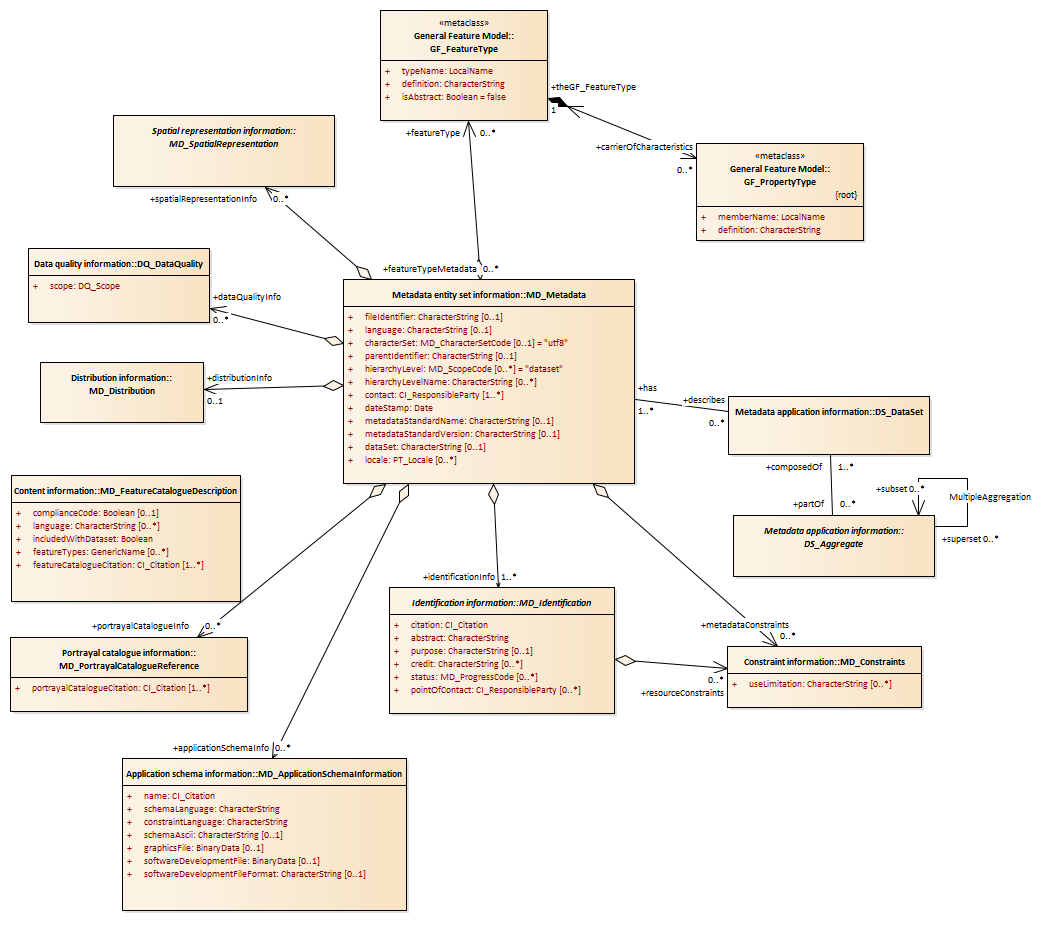 «metaclass»
General Feature Model::
GF_FeatureType
+ typeName: LocalName
+ definition: CharacterString
+ isAbstract: Boolean = false
+theGF_FeatureType
1
+carrierOfCharacteristics
0..*
«metaclass»
General Feature Model::
GF_PropertyType
{root}
+ memberName: LocalName
+ definition: CharacterString
+featureType 0..*
Spatial representation information::
MD_SpatialRepresentation
+spatialRepresentationInfo 0..*
+featureTypeMetadata 0..*
Data quality information::DQ_DataQuality
+ scope: DQ_Scope
+dataQualityInfo
0..*
Distribution information::
MD_Distribution
+distributionInfo
0..1
Metadata entity set information::MD_Metadata
+ fileIdentifier: CharacterString [0..1]
+ language: CharacterString [0..1]
+ characterSet: MD_CharacterSetCode [0..1] = "utf8"
+ parentIdentifier: CharacterString [0..1]
+ hierarchyLevel: MD_ScopeCode [0..*] = "dataset"
+ hierarchyLevelName: CharacterString [0..*]
+ contact: CI_ResponsibleParty [1..*]
+ dateStamp: Date
+ metadataStandardName: CharacterString [0..1]
+ metadataStandardVersion: CharacterString [0..1]
+ dataSet: CharacterString [0..1]
+ locale: PT_Locale [0..*]
+has
1..*
+describes
0..*
Metadata application information::DS_DataSet
+composedOf 1..*
+partOf 0..*
+subset 0..*
MultipleAggregation
+superset 0..*
Metadata application information::
DS_Aggregate
Content information::MD_FeatureCatalogueDescription
+ complianceCode: Boolean [0..1]
+ language: CharacterString [0..*]
+ includedWithDataset: Boolean
+ featureTypes: GenericName [0..*]
+ featureCatalogueCitation: CI_Citation [1..*]
+portrayalCatalogueInfo 0..*
Portrayal catalogue information::
MD_PortrayalCatalogueReference
+ portrayalCatalogueCitation: CI_Citation [1..*]
+identificationInfo 1..*
Identification information::MD_Identification
+ citation: CI_Citation
+ abstract: CharacterString
+ purpose: CharacterString [0..1]
+ credit: CharacterString [0..*]
+ status: MD_ProgressCode [0..*]
+ pointOfContact: CI_ResponsibleParty [0..*]
+metadataConstraints
0..*
0..*
+resourceConstraints
Constraint information::MD_Constraints
+ useLimitation: CharacterString [0..*]
+applicationSchemaInfo 0..*
Application schema information::MD_ApplicationSchemaInformation
+ name: CI_Citation
+ schemaLanguage: CharacterString
+ constraintLanguage: CharacterString
+ schemaAscii: CharacterString [0..1]
+ graphicsFile: BinaryData [0..1]
+ softwareDevelopmentFile: BinaryData [0..1]
+ softwareDevelopmentFileFormat: CharacterString [0..1]